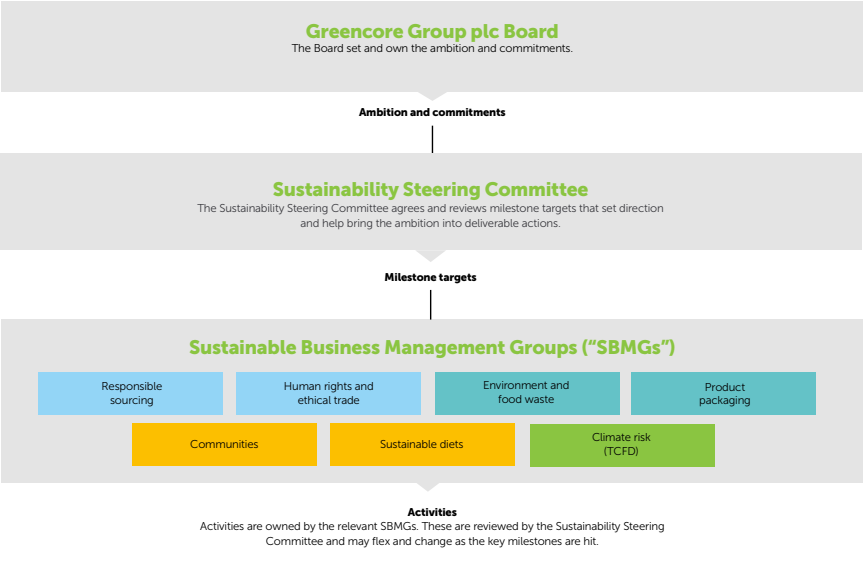 Greencore Group plc Board
The Board set and own the ambition and commitments.
Ambition and commitments
Sustainability Steering Committee
The Sustainability Steering Committee agrees and reviews milestone targets that set direction
and help bring the ambition into deliverable actions.
Milestone targets
Sustainable Business Management Groups (“SBMGs”)
Responsible
sourcing
Human rights and
ethical trade
Environment and
food waste
Product
packaging
Communities
Sustainable diets
Climate risk
(TCFD)
Activities
Activities are owned by the relevant SBMGs. These are reviewed by the Sustainability Steering
Committee and may flex and change as the key milestones are hit.